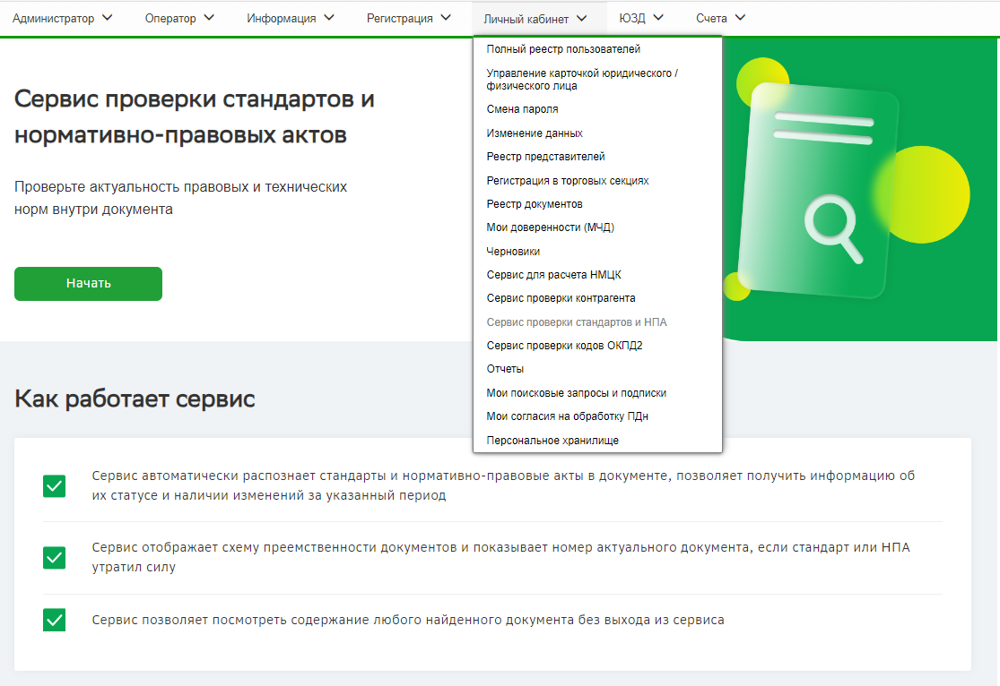 Администратор
Оператор
Информация
Регистрация
Личный кабинет
ЮЗД
Счета
Полный реестр пользователей
Управление карточкой юридического /
физического лица
Смена пароля
Изменение данных
Реестр представителей
Регистрация в торговых секциях
Реестр документов
Мои доверенности (МЧД)
Черновики
Сервис для расчета НМЦК
Сервис проверки контрагента
Сервис проверки стандартов и НПА
Сервис проверки кодов ОКПД2
Отчеты
Мои поисковые запросы и подписки
Мои согласия на обработку ПДн
Персональное хранилище
Сервис проверки стандартов и
нормативно-правовых актов
Проверьте актуальность правовых и технических
норм внутри документа
Начать
Как работает сервис
Сервис автоматически распознает стандарты и нормативно-правовые акты в документе, позволяет получить информацию об
их статусе и наличии изменений за указанный период
Сервис отображает схему преемственности документов и показывает номер актуального документа, если стандарт или НПА
утратил силу
Сервис позволяет посмотреть содержание любого найденного документа без выхода из сервиса